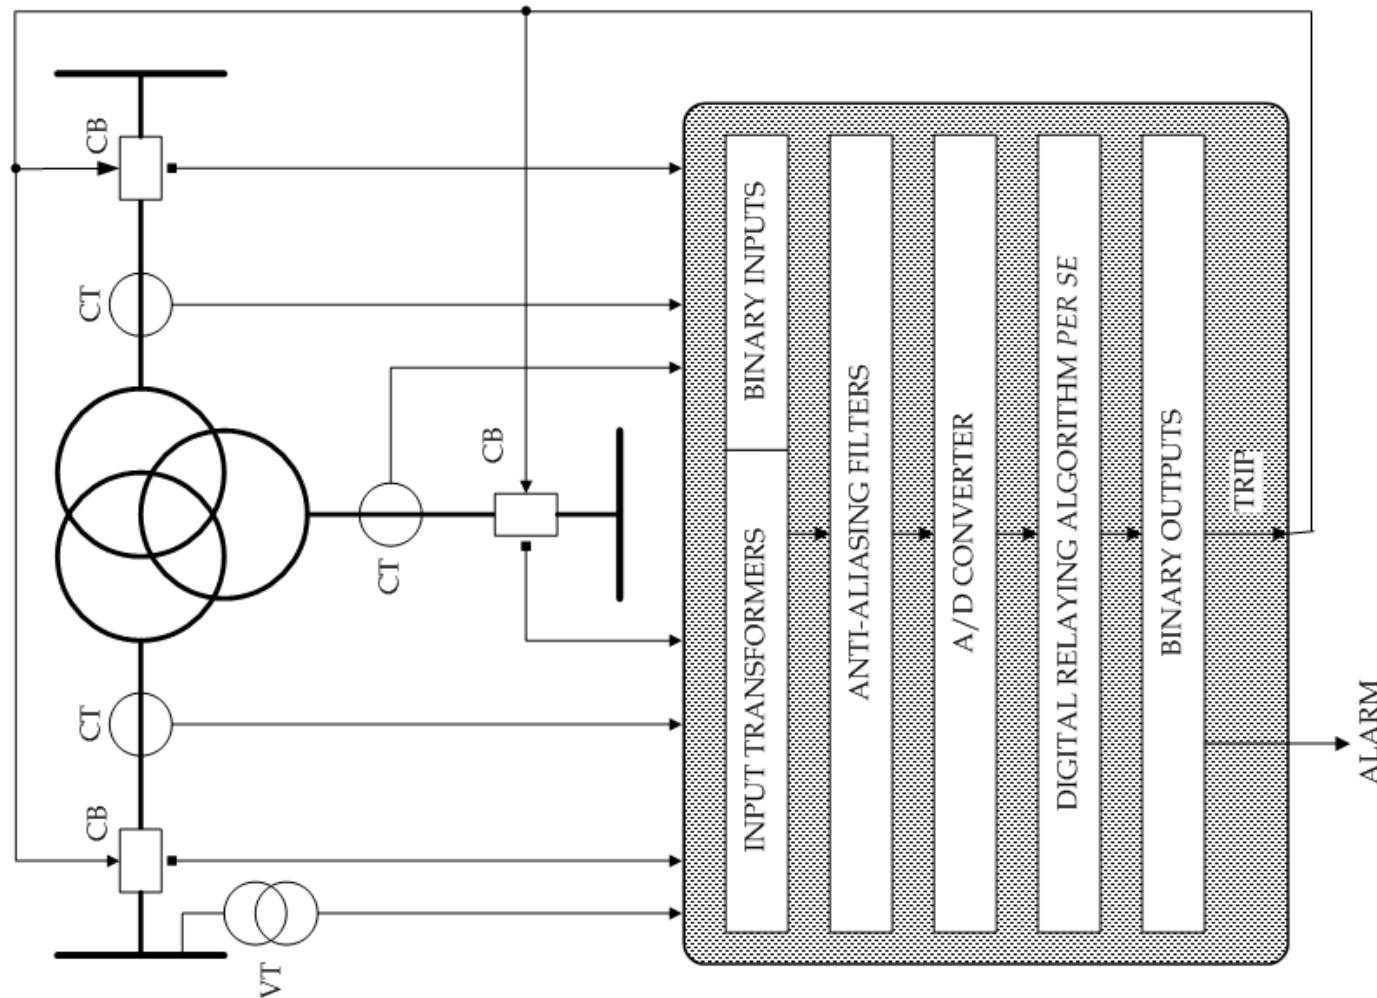 CB
CT
CT
CB
CT
CB
VT
BINARY INPUTS
INPUT TRANSFORMERS
ANTI-ALIASING FILTERS
A/D CONVERTER
DIGITAL RELAYING ALGORITHM PER SE
BINARY OUTPUTS
TRIP
ALARM